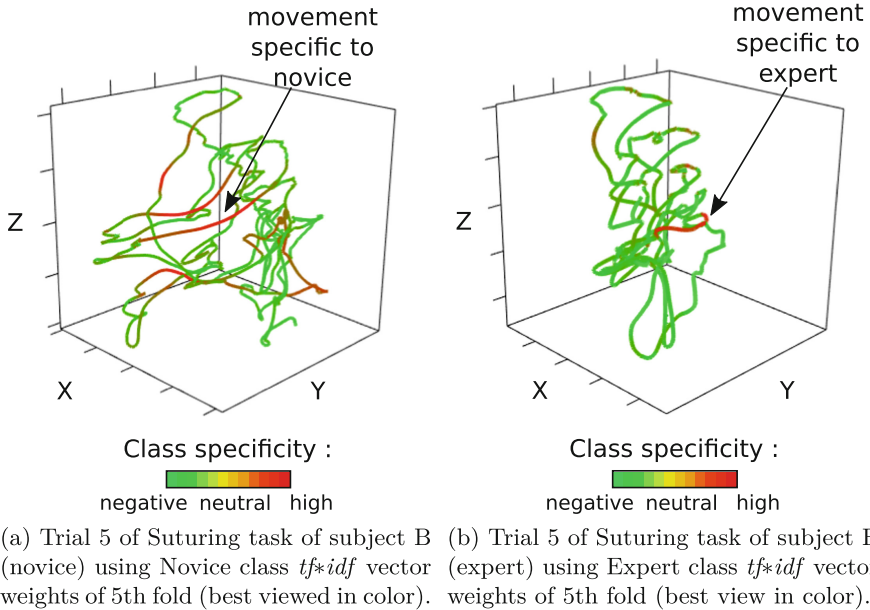 movement
specific to
novice
Z
X
Y
Class specificity :
negative neutral high
(a) Trial 5 of Suturing task of subject B
(novice) using Novice class tf∗idf vector
weights of 5th fold (best viewed in color).
movement
specific to
expert
Z
X
Y
Class specificity :
negative neutral high
(b) Trial 5 of Suturing task of subject
(expert) using Expert class tf∗idf vecto
weights of 5th fold (best view in color).